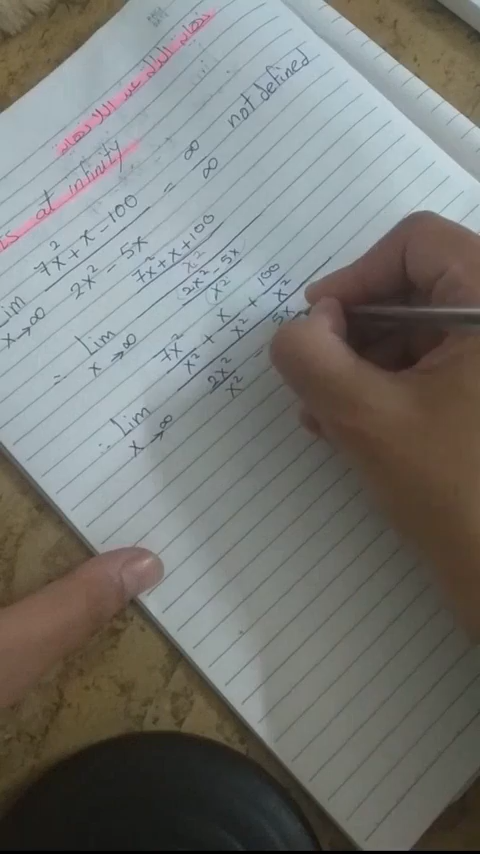 is at infinity
Lim x→∞ 7x²+x-100 / 2x²-5x = ∞/∞ not defined
= Lim x→∞ 7x²+x+100 / x² / 2x²-5x / x²
∴ Lim x→∞ 7x²/x² + x/x² + 100/x² / 2x²/x² - 5x